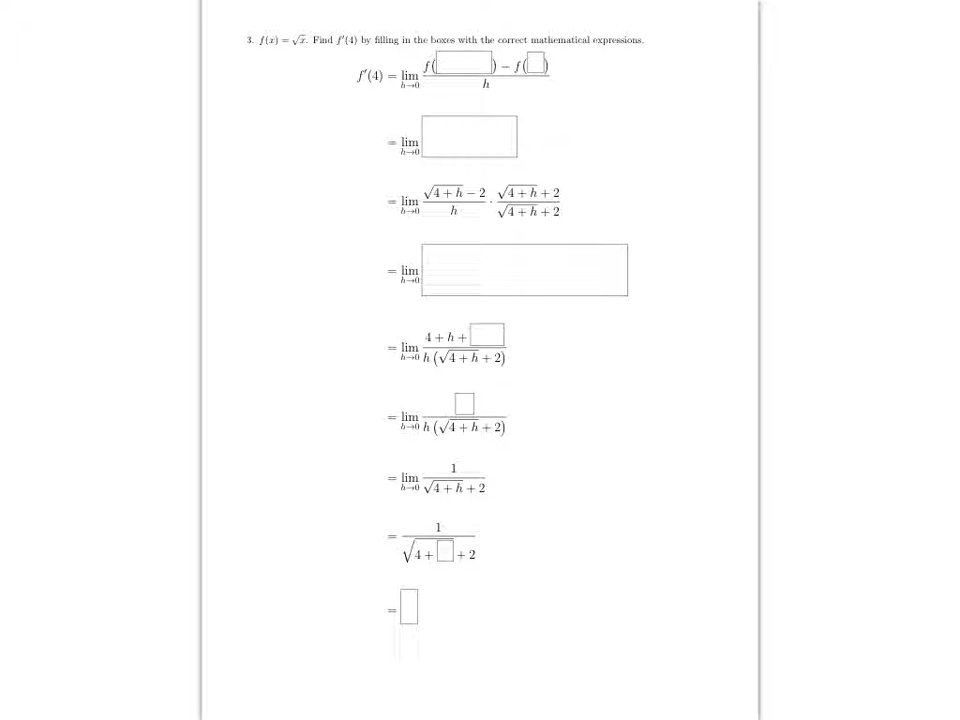 3. f(x) = √x. Find f′(4) by filling in the boxes with the correct mathematical expressions.
f′(4) = lim h→0 f( ) − f( ) / h
= lim h→0
= lim h→0 √4 + h − 2 / h · √4 + h + 2 / √4 + h + 2
= lim h→0
= lim h→0 4 + h + / h (√4 + h + 2)
= lim h→0 / h (√4 + h + 2)
= lim h→0 1 / √4 + h + 2
= 1 / √4 + + 2
=